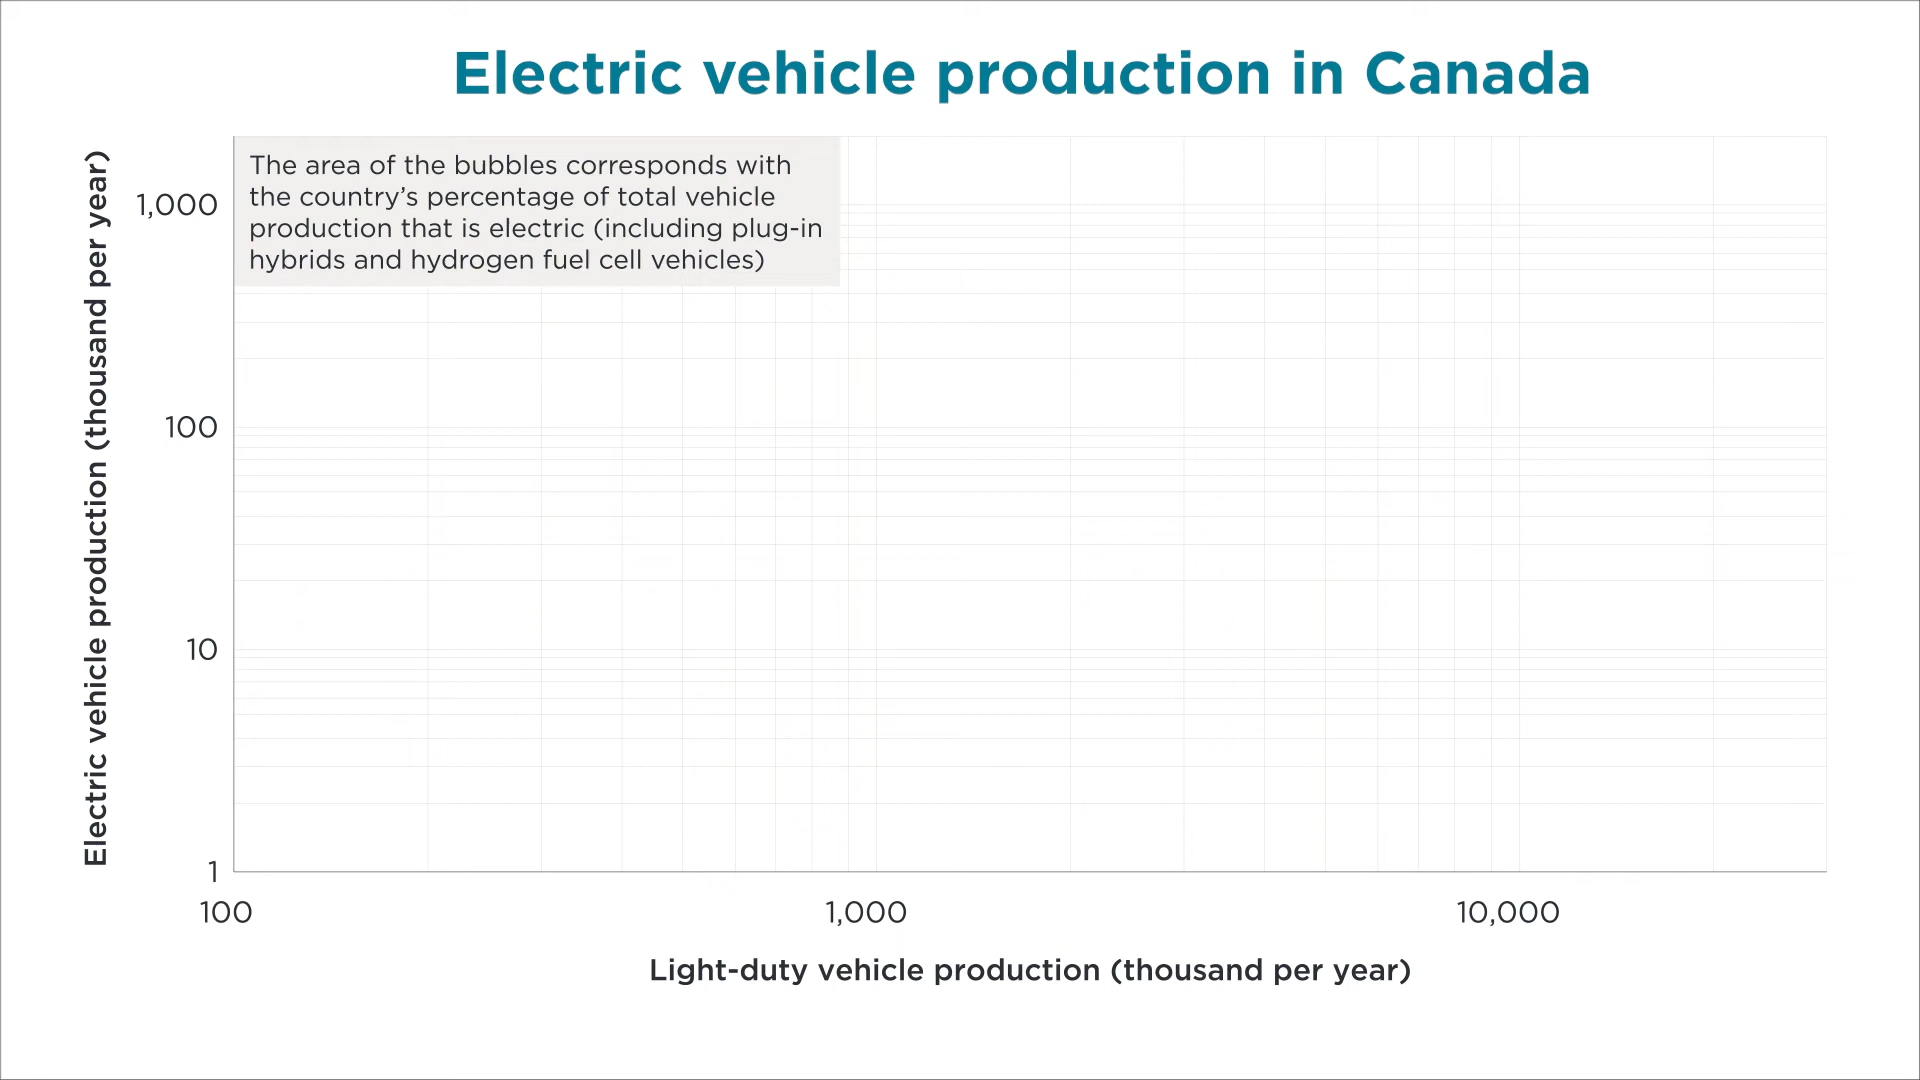 Electric vehicle production in Canada
The area of the bubbles corresponds with
the country’s percentage of total vehicle
production that is electric (including plug-in
hybrids and hydrogen fuel cell vehicles)
Electric vehicle production (thousand per year)
1,000
100
10
1
100
1,000
10,000
Light-duty vehicle production (thousand per year)